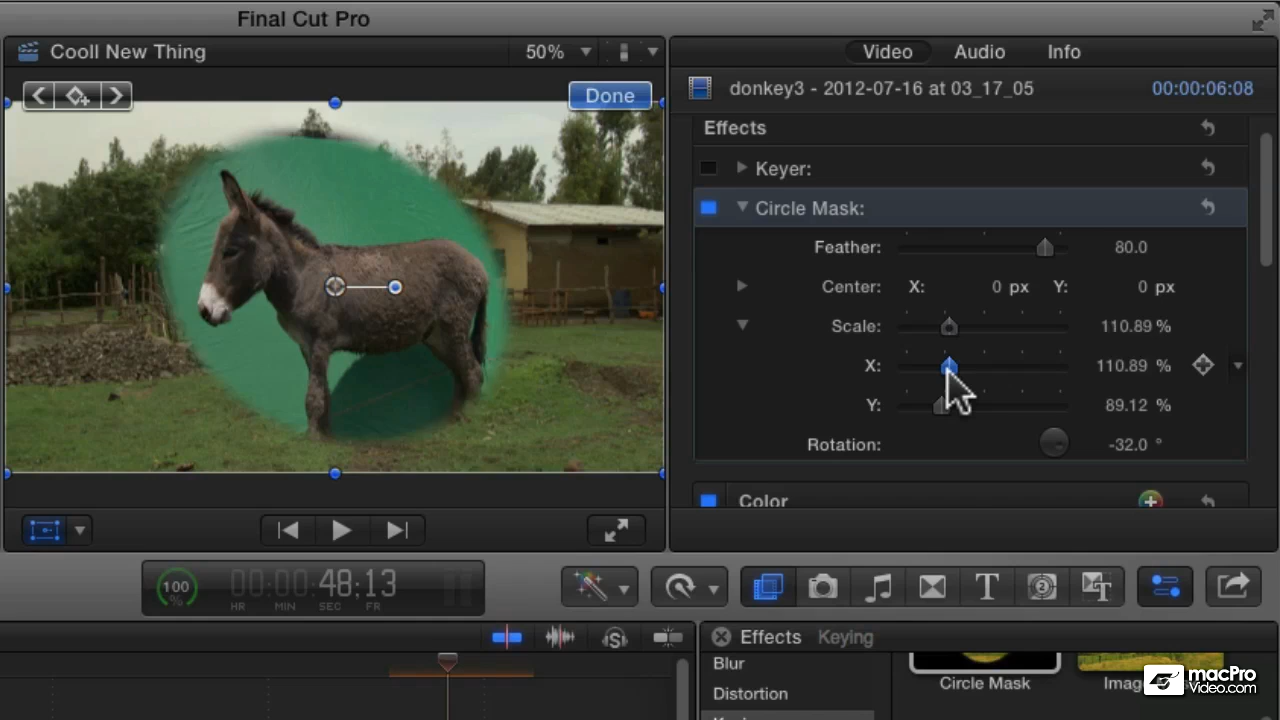 Final Cut Pro
Cooll New Thing
50%
Done
Video Audio Info
donkey3 - 2012-07-16 at 03_17_05 00:00:06:08
Effects
Keyer:
Circle Mask:
Feather: 80.0
Center: X: 0 px Y: 0 px
Scale: 110.89 %
X: 110.89 %
Y: 89.12 %
Rotation: -32.0 °
Color
100 %
00:00:48;13
HR MIN SEC FR
T
2
T
S
Effects Keying
Blur
Distortion
Circle Mask
macPro
Video.com